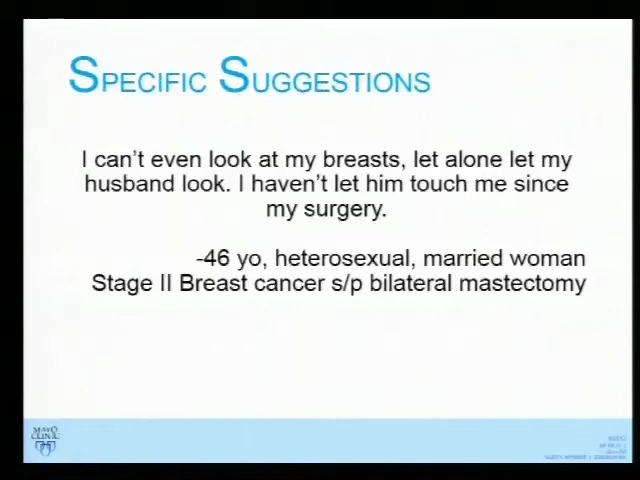 SPECIFIC SUGGESTIONS
I can't even look at my breasts, let alone let my
husband look. I haven't let him touch me since
my surgery.
-46 yo, heterosexual, married woman
Stage II Breast cancer s/p bilateral mastectomy
MAYO
CLINIC